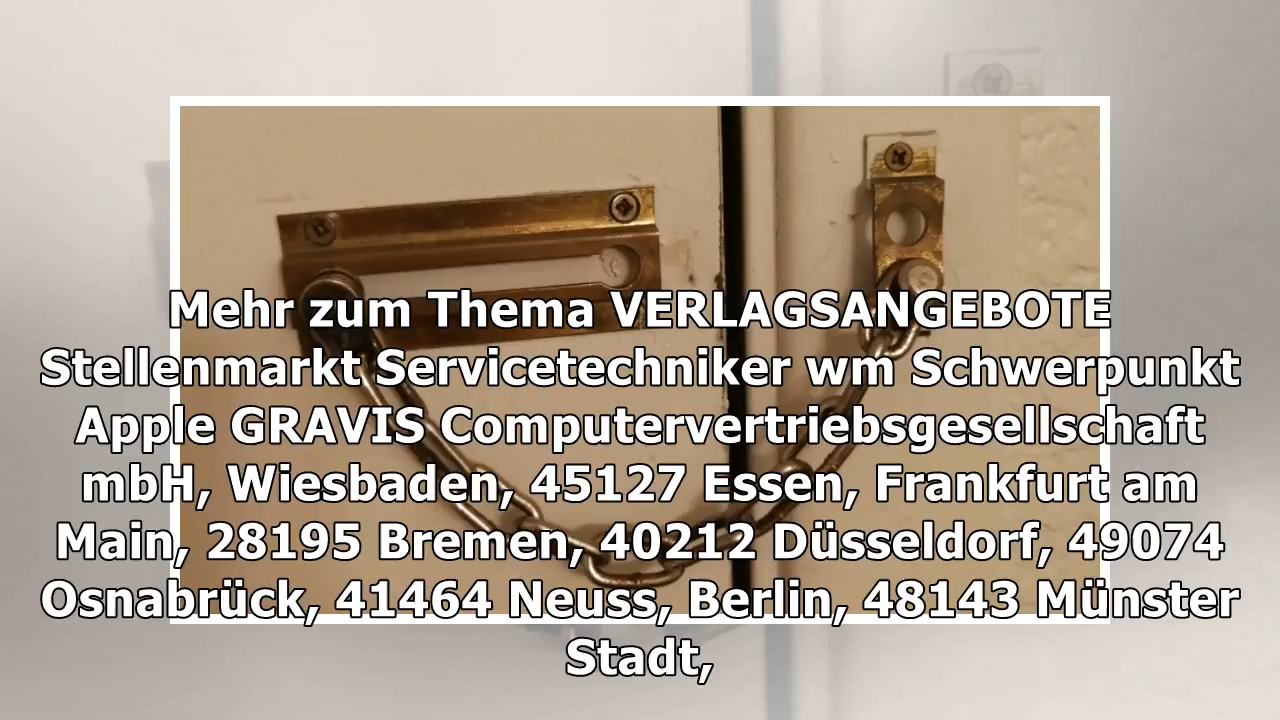 Mehr zum Thema VERLAGSANGEBOTE
Stellenmarkt Servicetechniker wm Schwerpunkt
Apple GRAVIS Computervertriebsgesellschaft
mbH, Wiesbaden, 45127 Essen, Frankfurt am
Main, 28195 Bremen, 40212 Düsseldorf, 49074
Osnabrück, 41464 Neuss, Berlin, 48143 Münster
Stadt,